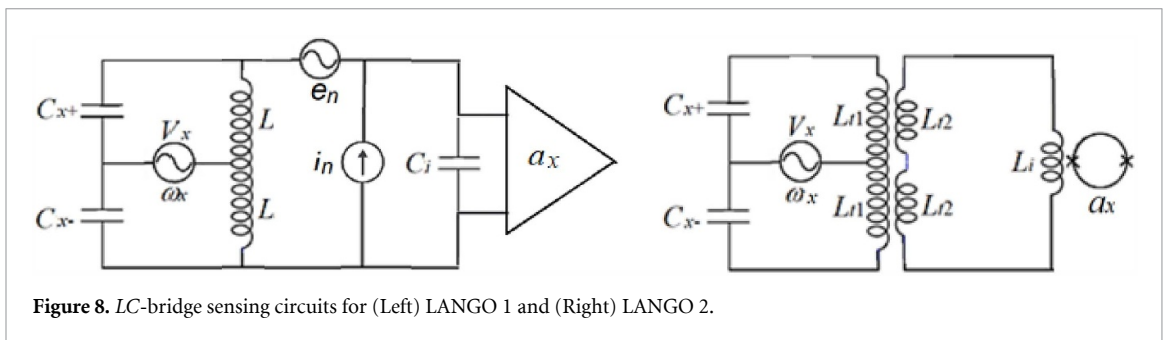 Cx+
Vx
ωx
Cx-
L
L
en
in
Ci
ax
Cx+
Vx
ωx
Cx-
Lt1
Lt1
Lt2
Lt2
Li
ax
Figure 8. LC-bridge sensing circuits for (Left) LANGO 1 and (Right) LANGO 2.